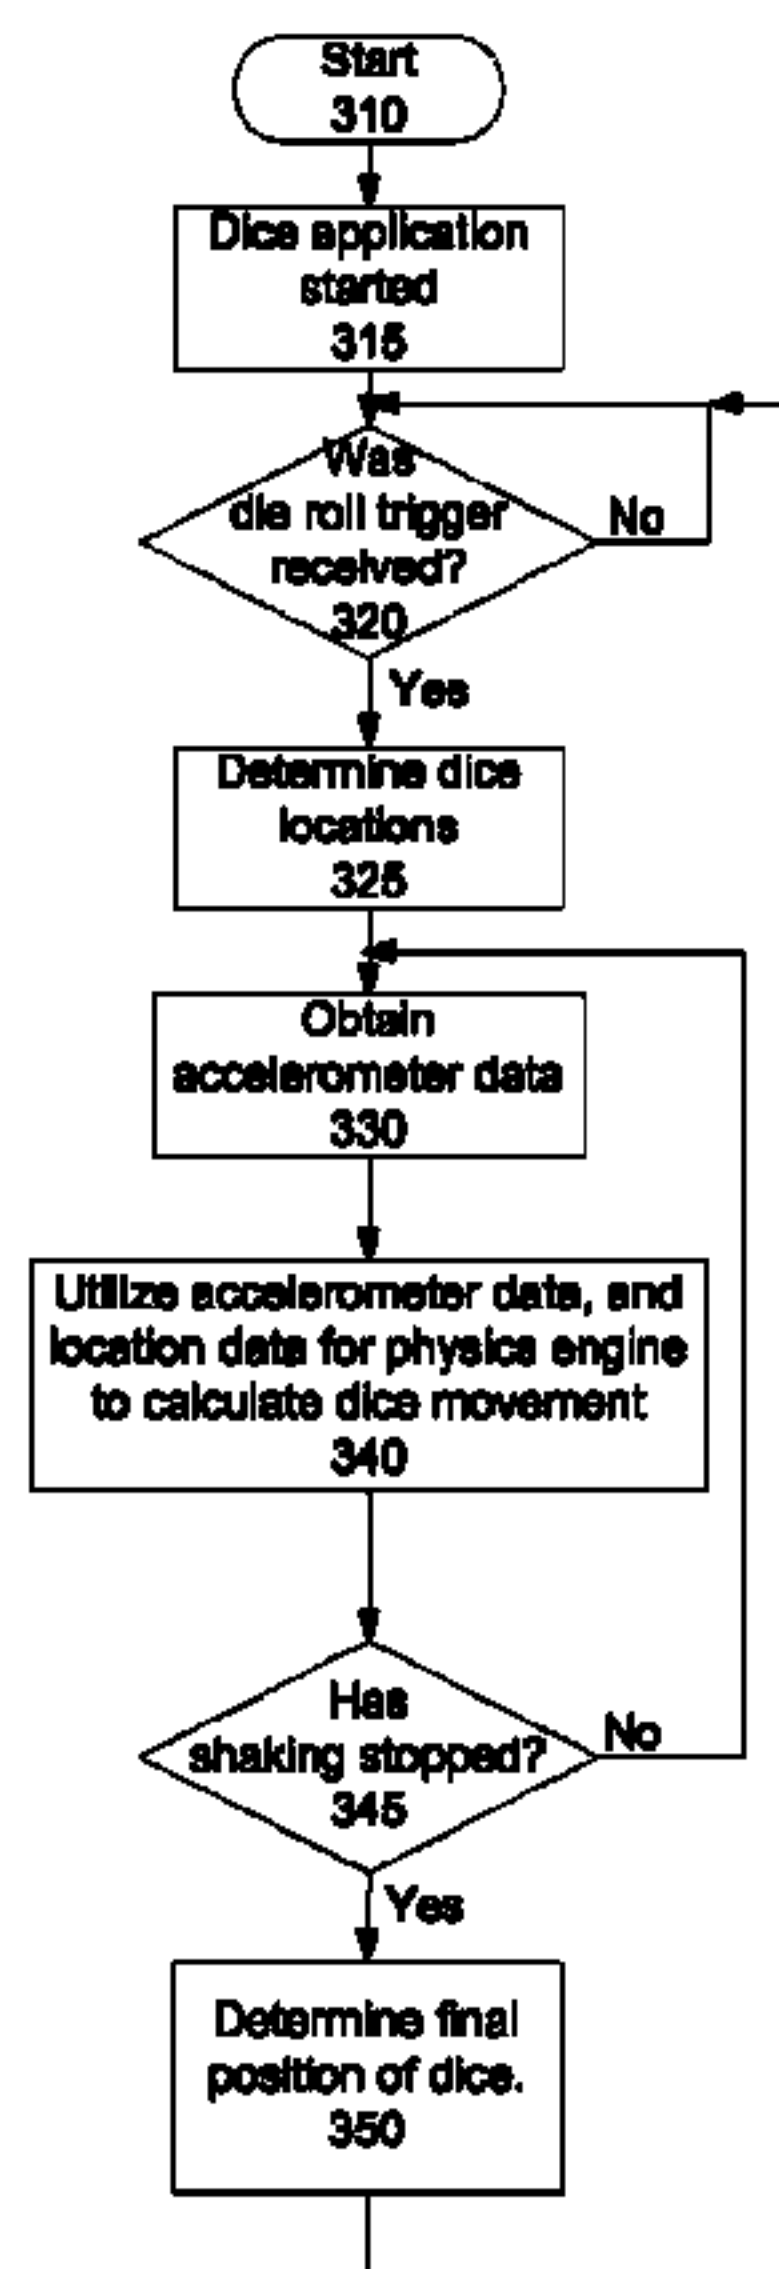 Start
310
Dice application
started
315
Was
die roll trigger
received?
320
No
Yes
Determine dice
locations
325
Obtain
accelerometer data
330
Utilize accelerometer data, and
location data for physics engine
to calculate dice movement
340
Has
shaking stopped?
345
No
Yes
Determine final
position of dice.
350